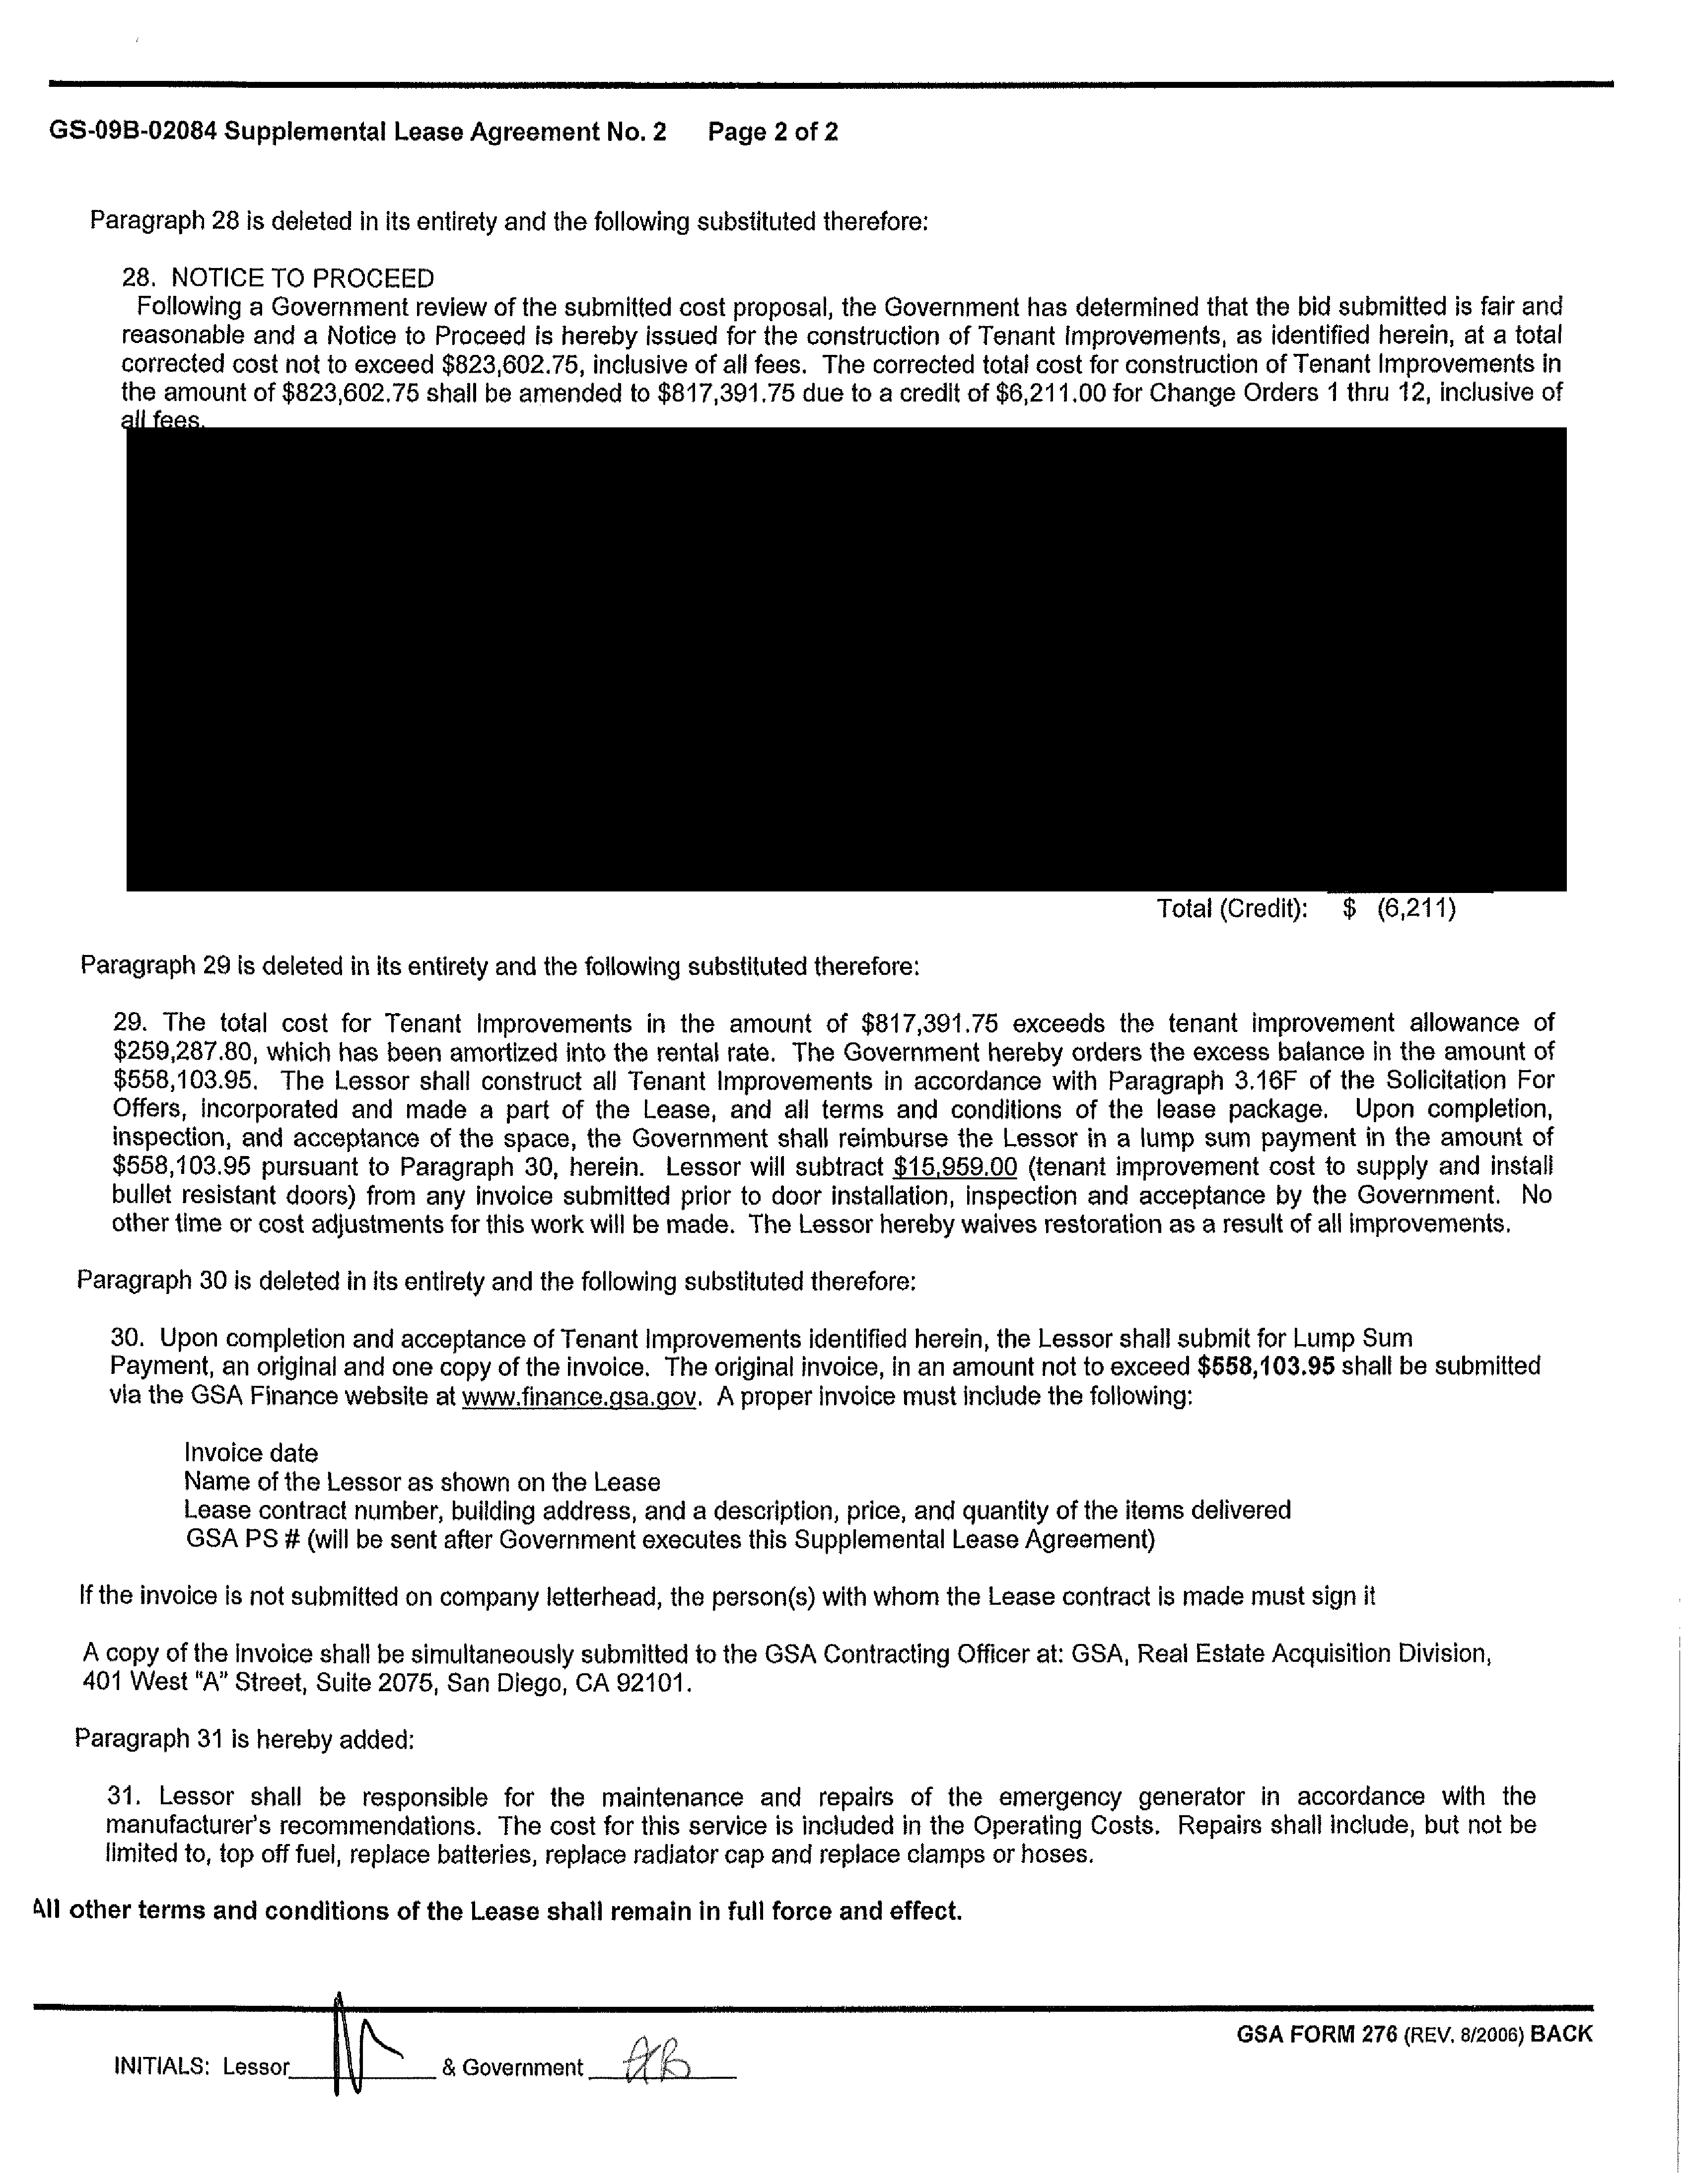 GS-09B-02084 Supplemental Lease Agreement No. 2 Page 2 of 2
Paragraph 28 is deleted in its entirety and the following substituted therefore:
28. NOTICE TO PROCEED
Following a Government review of the submitted cost proposal, the Government has determined that the bid submitted is fair and
reasonable and a Notice to Proceed is hereby issued for the construction of Tenant Improvements, as identified herein, at a total
corrected cost not to exceed $823,602.75, inclusive of all fees. The corrected total cost for construction of Tenant Improvements in
the amount of $823,602.75 shall be amended to $817,391.75 due to a credit of $6,211.00 for Change Orders 1 thru 12, inclusive of
all fees.
Total (Credit): $ (6,211)
Paragraph 29 is deleted in its entirety and the following substituted therefore:
29. The total cost for Tenant Improvements in the amount of $817,391.75 exceeds the tenant improvement allowance of
$259,287.80, which has been amortized into the rental rate. The Government hereby orders the excess balance in the amount of
$558,103.95. The Lessor shall construct all Tenant Improvements in accordance with Paragraph 3.16F of the Solicitation For
Offers, incorporated and made a part of the Lease, and all terms and conditions of the lease package. Upon completion,
inspection, and acceptance of the space, the Government shall reimburse the Lessor in a lump sum payment in the amount of
$558,103.95 pursuant to Paragraph 30, herein. Lessor will subtract $15,959.00 (tenant improvement cost to supply and install
bullet resistant doors) from any invoice submitted prior to door installation, inspection and acceptance by the Government. No
other time or cost adjustments for this work will be made. The Lessor hereby waives restoration as a result of all improvements.
Paragraph 30 is deleted in its entirety and the following substituted therefore:
30. Upon completion and acceptance of Tenant Improvements identified herein, the Lessor shall submit for Lump Sum
Payment, an original and one copy of the invoice. The original invoice, in an amount not to exceed $558,103.95 shall be submitted
via the GSA Finance website at www.finance.gsa.gov. A proper invoice must include the following:
Invoice date
Name of the Lessor as shown on the Lease
Lease contract number, building address, and a description, price, and quantity of the items delivered
GSA PS # (will be sent after Government executes this Supplemental Lease Agreement)
If the invoice is not submitted on company letterhead, the person(s) with whom the Lease contract is made must sign it
A copy of the invoice shall be simultaneously submitted to the GSA Contracting Officer at: GSA, Real Estate Acquisition Division,
401 West "A" Street, Suite 2075, San Diego, CA 92101.
Paragraph 31 is hereby added:
31. Lessor shall be responsible for the maintenance and repairs of the emergency generator in accordance with the
manufacturer's recommendations. The cost for this service is included in the Operating Costs. Repairs shall include, but not be
limited to, top off fuel, replace batteries, replace radiator cap and replace clamps or hoses.
All other terms and conditions of the Lease shall remain in full force and effect.
GSA FORM 276 (REV. 8/2006) BACK
INITIALS: Lessor & Government